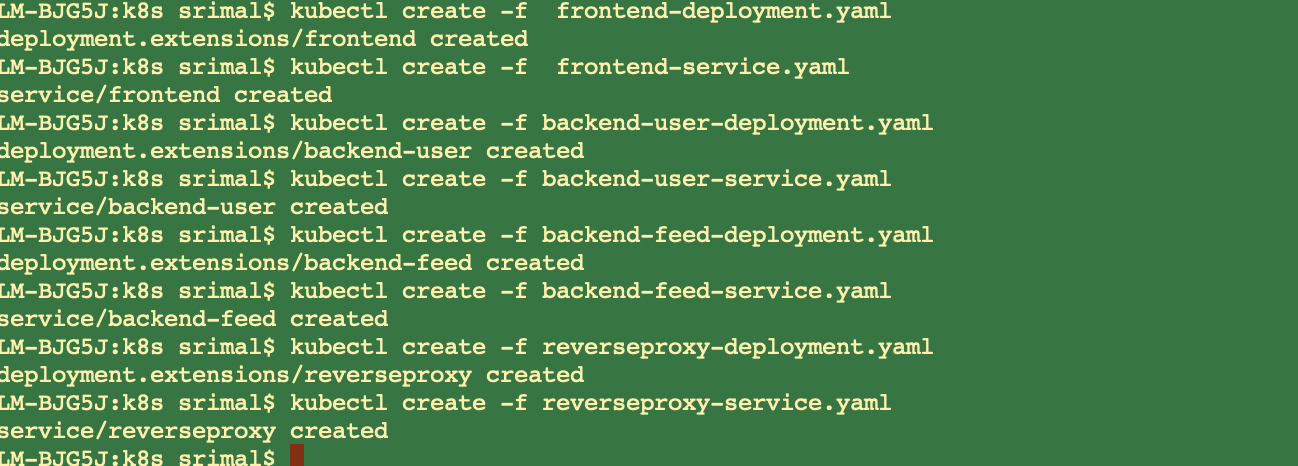 LM-BJG5J:k8s srimal$ kubectl create -f  frontend-deployment.yaml
deployment.extensions/frontend created
LM-BJG5J:k8s srimal$ kubectl create -f  frontend-service.yaml
service/frontend created
LM-BJG5J:k8s srimal$ kubectl create -f backend-user-deployment.yaml
deployment.extensions/backend-user created
LM-BJG5J:k8s srimal$ kubectl create -f backend-user-service.yaml
service/backend-user created
LM-BJG5J:k8s srimal$ kubectl create -f backend-feed-deployment.yaml
deployment.extensions/backend-feed created
LM-BJG5J:k8s srimal$ kubectl create -f backend-feed-service.yaml
service/backend-feed created
LM-BJG5J:k8s srimal$ kubectl create -f reverseproxy-deployment.yaml
deployment.extensions/reverseproxy created
LM-BJG5J:k8s srimal$ kubectl create -f reverseproxy-service.yaml
service/reverseproxy created
LM-BJG5J:k8s srimal$